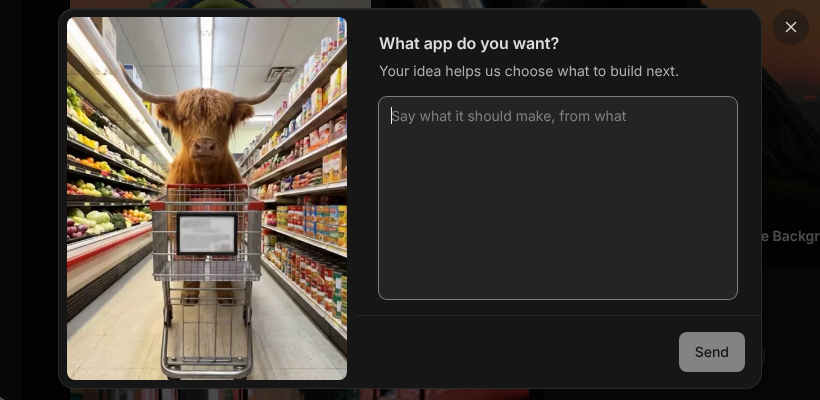 What app do you want?
Your idea helps us choose what to build next.
Say what it should make, from what
e Backgr
Send